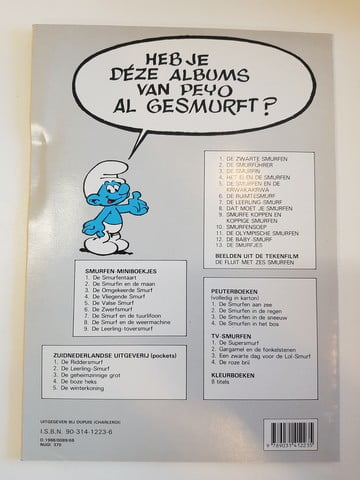 HEB JE
DÉZE ALBUMS
VAN PEYO
AL GESMURFT?
1. DE ZWARTE SMURFEN
2. DE SMURFÜHRER
3. DE SMURFIN
4. HET EI EN DE SMURFEN
5. DE SMURFEN EN DE
KRWAKAKRWA
6. DE RUIMTESMURF
7. DE LEERLING SMURF
8. DAT MOET JE SMURFEN
9. SMURFE KOPPEN EN
KOPPIGE SMURFEN
10. SMURFENSOEP
11. DE OLYMPISCHE SMURFEN
12. DE BABY-SMURF
13. DE SMURFJES
BEELDEN UIT DE TEKENFILM
DE FLUIT MET ZES SMURFEN
SMURFEN-MINIBOEKJES
1. De Smurfentaart
2. De Smurfin en de maan
3. De Omgekeerde Smurf
4. De Vliegende Smurf
5. De Valse Smurf
6. De Zwerfsmurf
7. De Smurf en de tuurlifoon
8. De Smurf en de weermachine
9. De Leerling-toversmurf
PEUTERBOEKEN
(volledig in karton!)
1. De Smurfen aan zee
2. De Smurfen in de regen
3. De Smurfen in de sneeuw
4. De Smurfen in het bos
TV-SMURFEN
1. De Supersmurf
2. Gargamel en de fonkelstenen
3. Een zwarte dag voor de Lol-Smurf
4. De roze bril
KLEURBOEKEN
8 titels
ZUIDNEDERLANDSE UITGEVERIJ (pockets)
1. De Riddersmurf
2. De Leerling-Smurf
3. De geheimzinnige grot
4. De boze heks
5. De winterkoning
UITGEGEVEN BIJ DUPUIS (CHARLEROI)
I.S.B.N. 90-314-1223-6
D.1988/0089/68
NUGI 370
9 789031 412235